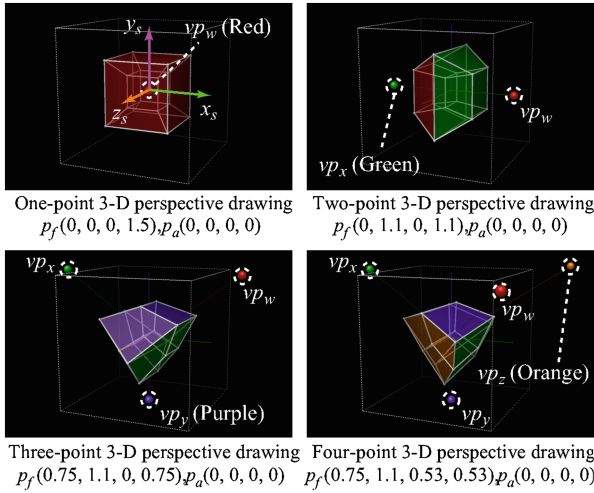 y_s vp_w (Red)
z_s x_s
vp_x (Green) vp_w
One-point 3-D perspective drawing
p_f(0, 0, 0, 1.5),p_a(0, 0, 0, 0)
Two-point 3-D perspective drawing
p_f(0, 1.1, 0, 1.1),p_a(0, 0, 0, 0)
vp_x vp_w
vp_y (Purple)
vp_x vp_w
vp_z (Orange)
vp_y
Three-point 3-D perspective drawing
p_f(0.75, 1.1, 0, 0.75),p_a(0, 0, 0, 0)
Four-point 3-D perspective drawing
p_f(0.75, 1.1, 0.53, 0.53),p_a(0, 0, 0, 0)